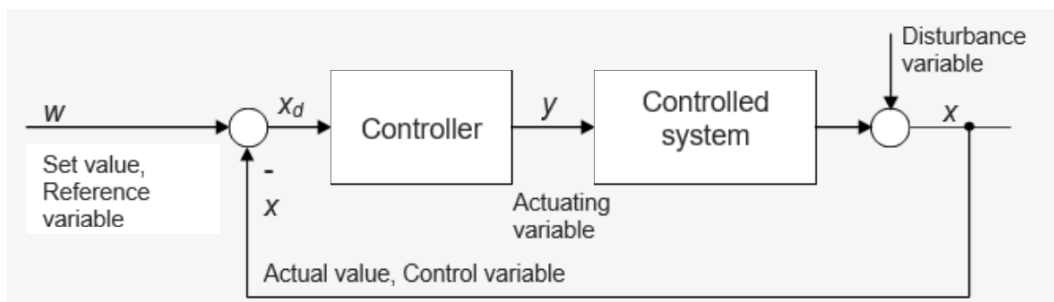 Disturbance
variable
w
x_d
Controller
y
Controlled
system
x
Set value,
Reference
variable
-
x
Actuating
variable
Actual value, Control variable